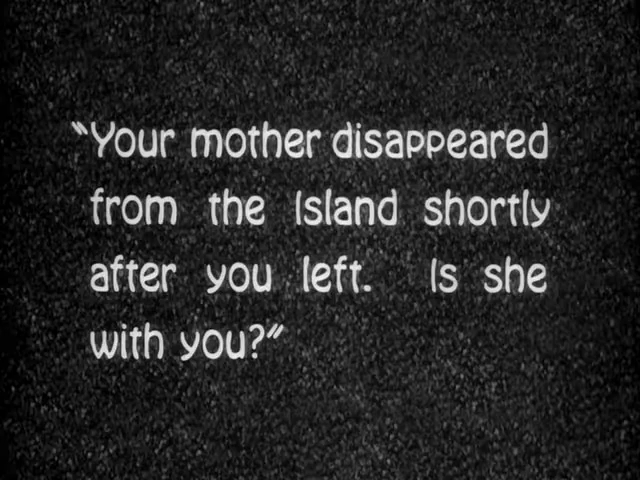 “Your mother disappeared
from the Island shortly
after you left. Is she
with you?”